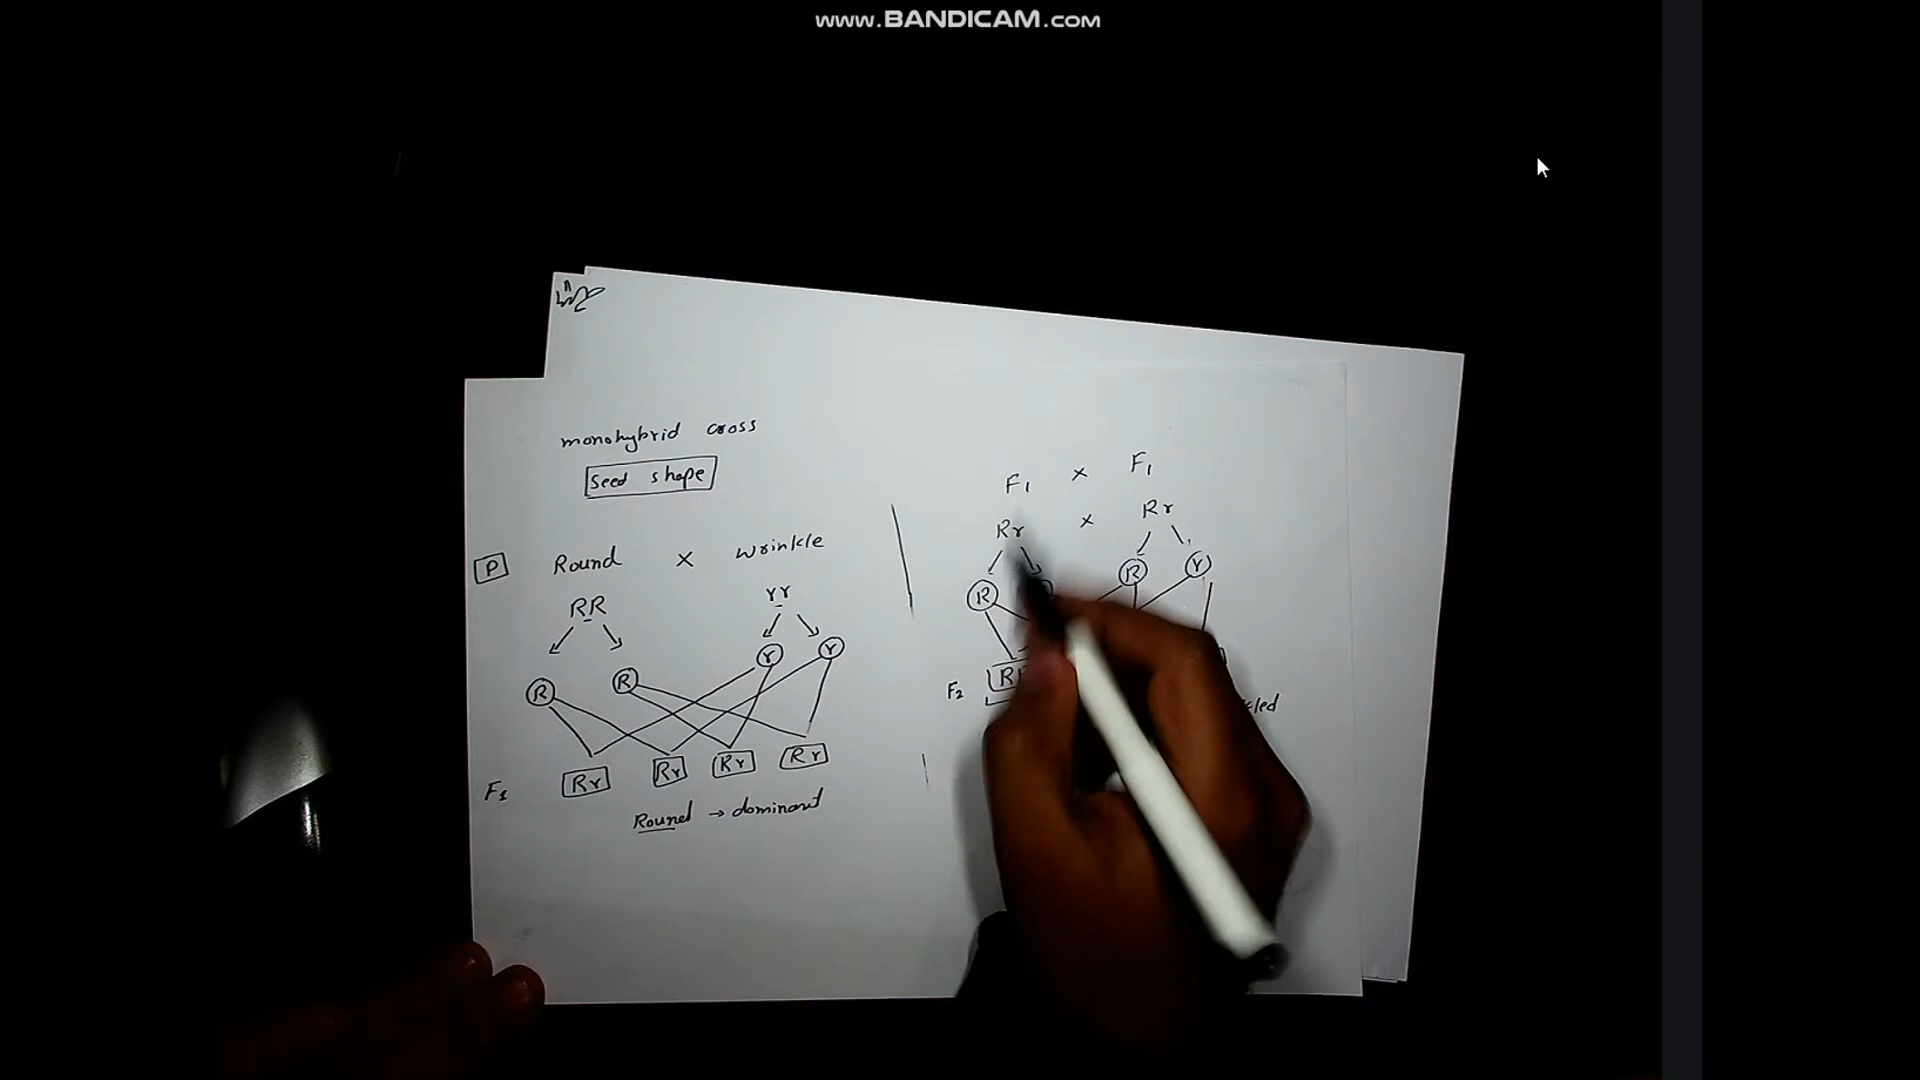 www.BANDICAM.com
monohybrid cross
Seed shape
P Round × wrinkle
RR rr
R R r r
F1 Rr Rr Rr Rr
Round → dominant
F1 × F1
Rr × Rr
R R r
F2